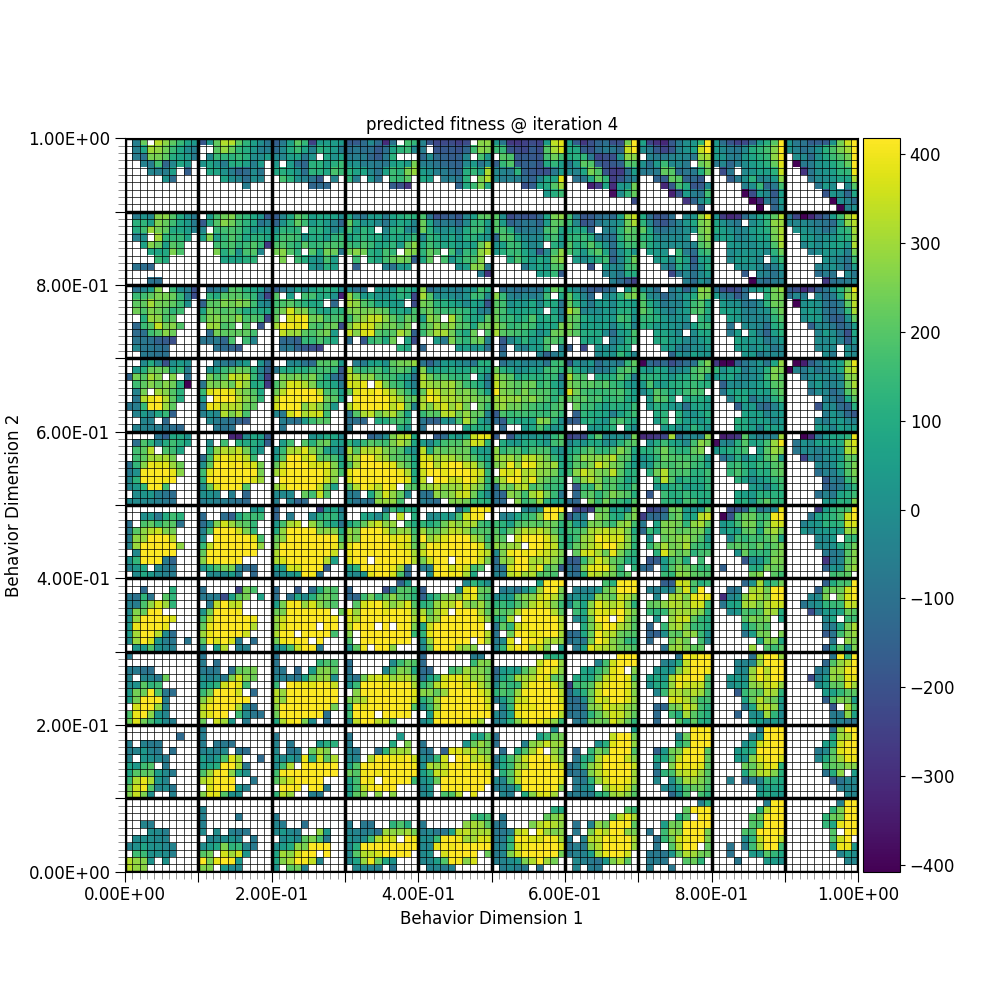 predicted fitness @ iteration 4
1.00E+00
8.00E-01
6.00E-01
4.00E-01
2.00E-01
0.00E+00
Behavior Dimension 2
0.00E+00 2.00E-01 4.00E-01 6.00E-01 8.00E-01 1.00E+00
Behavior Dimension 1
400
300
200
100
0
−100
−200
−300
−400